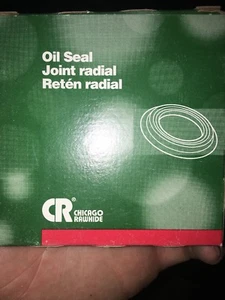 Oil Seal
Joint radial
Retén radial
CR®
CHICAGO
RAWHIDE